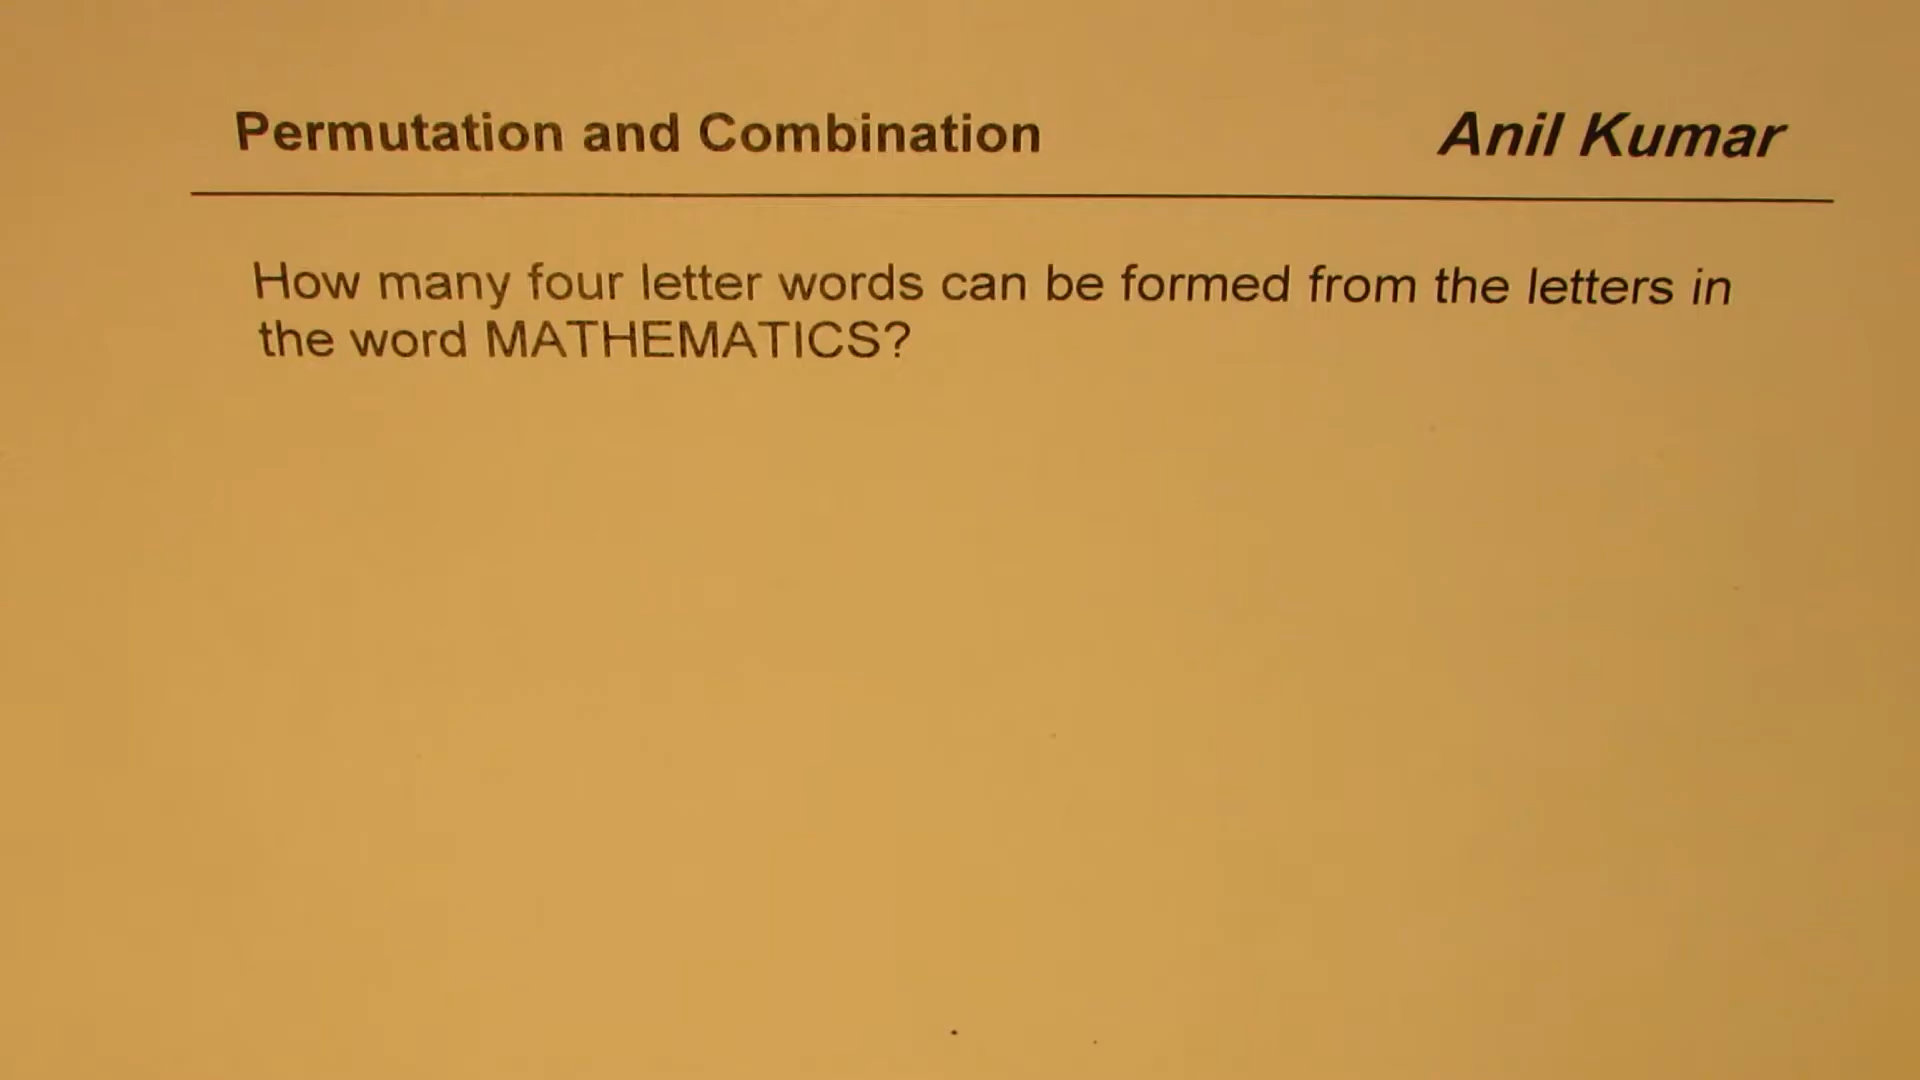 Permutation and Combination
Anil Kumar
How many four letter words can be formed from the letters in
the word MATHEMATICS?